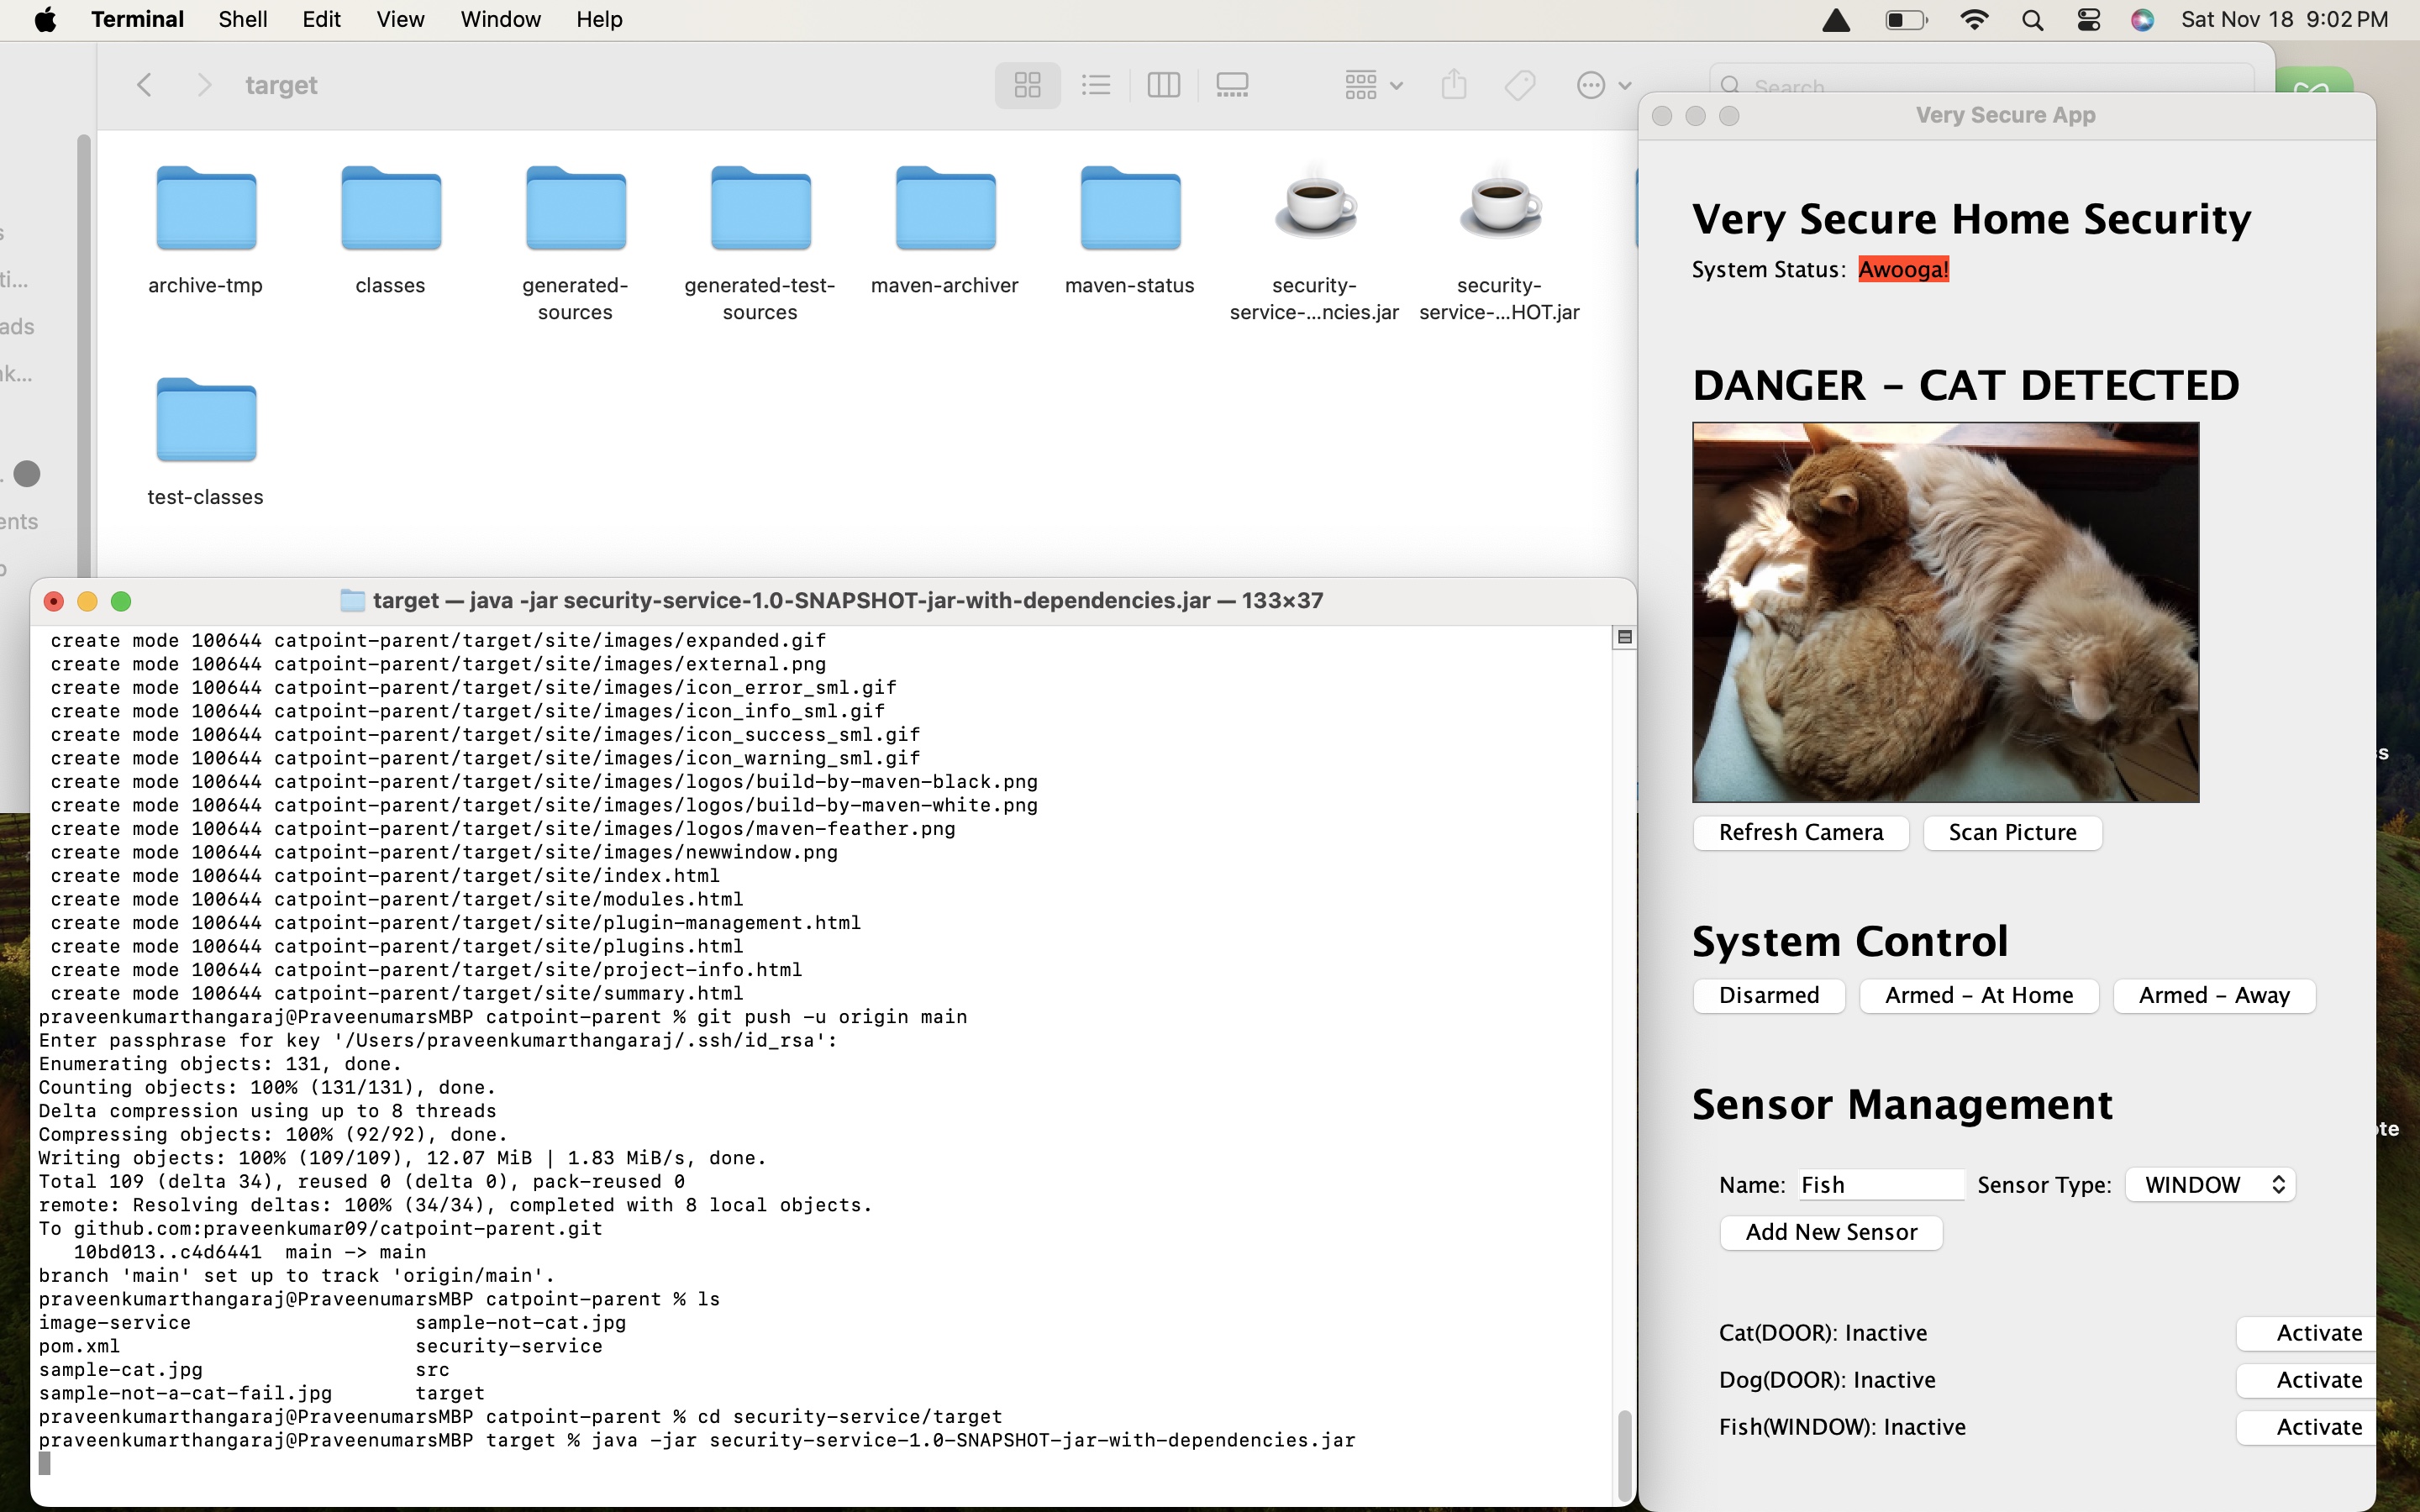 Terminal Shell Edit View Window Help Sat Nov 18 9:02 PM
target
Search
archive-tmp
classes
generated-
sources
generated-test-
sources
maven-archiver
maven-status
security-
service-...ncies.jar
security-
service-...HOT.jar
test-classes
target — java -jar security-service-1.0-SNAPSHOT-jar-with-dependencies.jar — 133×37
create mode 100644 catpoint-parent/target/site/images/expanded.gif
create mode 100644 catpoint-parent/target/site/images/external.png
create mode 100644 catpoint-parent/target/site/images/icon_error_sml.gif
create mode 100644 catpoint-parent/target/site/images/icon_info_sml.gif
create mode 100644 catpoint-parent/target/site/images/icon_success_sml.gif
create mode 100644 catpoint-parent/target/site/images/icon_warning_sml.gif
create mode 100644 catpoint-parent/target/site/images/logos/build-by-maven-black.png
create mode 100644 catpoint-parent/target/site/images/logos/build-by-maven-white.png
create mode 100644 catpoint-parent/target/site/images/logos/maven-feather.png
create mode 100644 catpoint-parent/target/site/images/newwindow.png
create mode 100644 catpoint-parent/target/site/index.html
create mode 100644 catpoint-parent/target/site/modules.html
create mode 100644 catpoint-parent/target/site/plugin-management.html
create mode 100644 catpoint-parent/target/site/plugins.html
create mode 100644 catpoint-parent/target/site/project-info.html
create mode 100644 catpoint-parent/target/site/summary.html
praveenkumarthangaraj@PraveenumarsMBP catpoint-parent % git push -u origin main
Enter passphrase for key '/Users/praveenkumarthangaraj/.ssh/id_rsa':
Enumerating objects: 131, done.
Counting objects: 100% (131/131), done.
Delta compression using up to 8 threads
Compressing objects: 100% (92/92), done.
Writing objects: 100% (109/109), 12.07 MiB | 1.83 MiB/s, done.
Total 109 (delta 34), reused 0 (delta 0), pack-reused 0
remote: Resolving deltas: 100% (34/34), completed with 8 local objects.
To github.com:praveenkumar09/catpoint-parent.git
10bd013..c4d6441 main -> main
branch 'main' set up to track 'origin/main'.
praveenkumarthangaraj@PraveenumarsMBP catpoint-parent % ls
image-service sample-not-cat.jpg
pom.xml security-service
sample-cat.jpg src
sample-not-a-cat-fail.jpg target
praveenkumarthangaraj@PraveenumarsMBP catpoint-parent % cd security-service/target
praveenkumarthangaraj@PraveenumarsMBP target % java -jar security-service-1.0-SNAPSHOT-jar-with-dependencies.jar
Very Secure App
Very Secure Home Security
System Status: Awooga!
DANGER - CAT DETECTED
Refresh Camera Scan Picture
System Control
Disarmed Armed - At Home Armed - Away
Sensor Management
Name: Fish Sensor Type: WINDOW
Add New Sensor
Cat(DOOR): Inactive Activate
Dog(DOOR): Inactive Activate
Fish(WINDOW): Inactive Activate